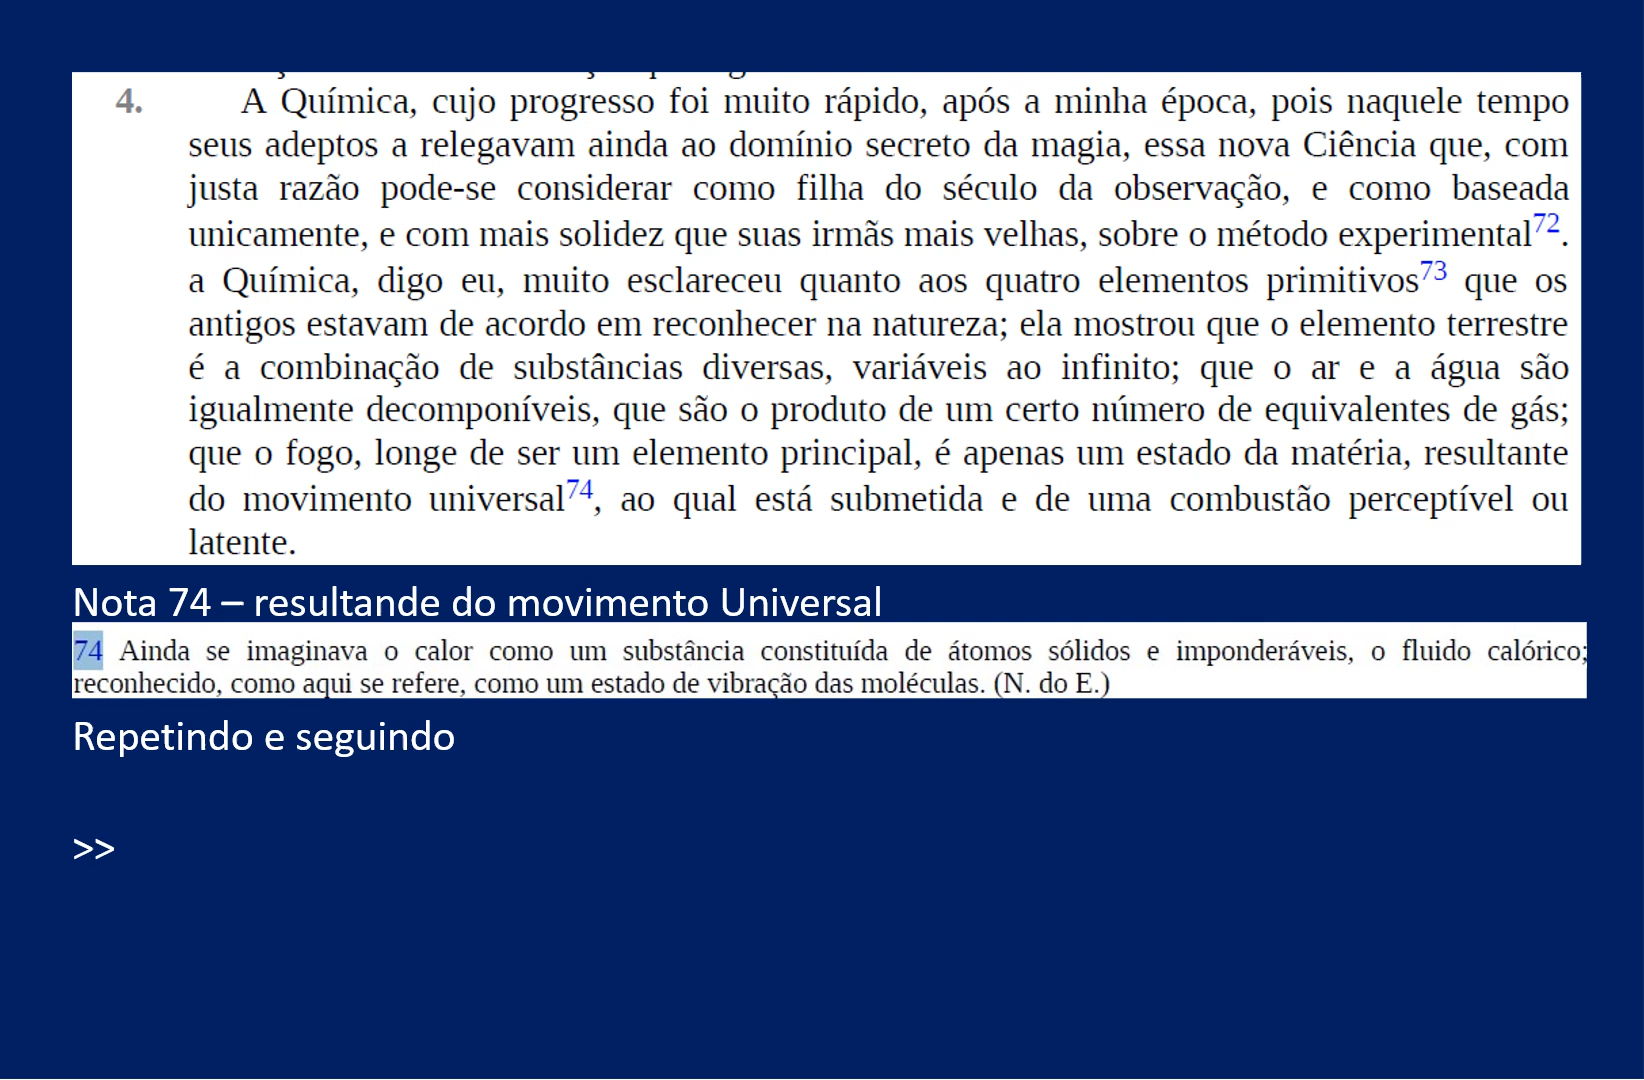 4. A Química, cujo progresso foi muito rápido, após a minha época, pois naquele tempo
seus adeptos a relegavam ainda ao domínio secreto da magia, essa nova Ciência que, com
justa razão pode-se considerar como filha do século da observação, e como baseada
unicamente, e com mais solidez que suas irmãs mais velhas, sobre o método experimental72.
a Química, digo eu, muito esclareceu quanto aos quatro elementos primitivos73 que os
antigos estavam de acordo em reconhecer na natureza; ela mostrou que o elemento terrestre
é a combinação de substâncias diversas, variáveis ao infinito; que o ar e a água são
igualmente decomponíveis, que são o produto de um certo número de equivalentes de gás;
que o fogo, longe de ser um elemento principal, é apenas um estado da matéria, resultante
do movimento universal74, ao qual está submetida e de uma combustão perceptível ou
latente.
Nota 74 – resultande do movimento Universal
74 Ainda se imaginava o calor como um substância constituída de átomos sólidos e imponderáveis, o fluido calórico;
reconhecido, como aqui se refere, como um estado de vibração das moléculas. (N. do E.)
Repetindo e seguindo
>>